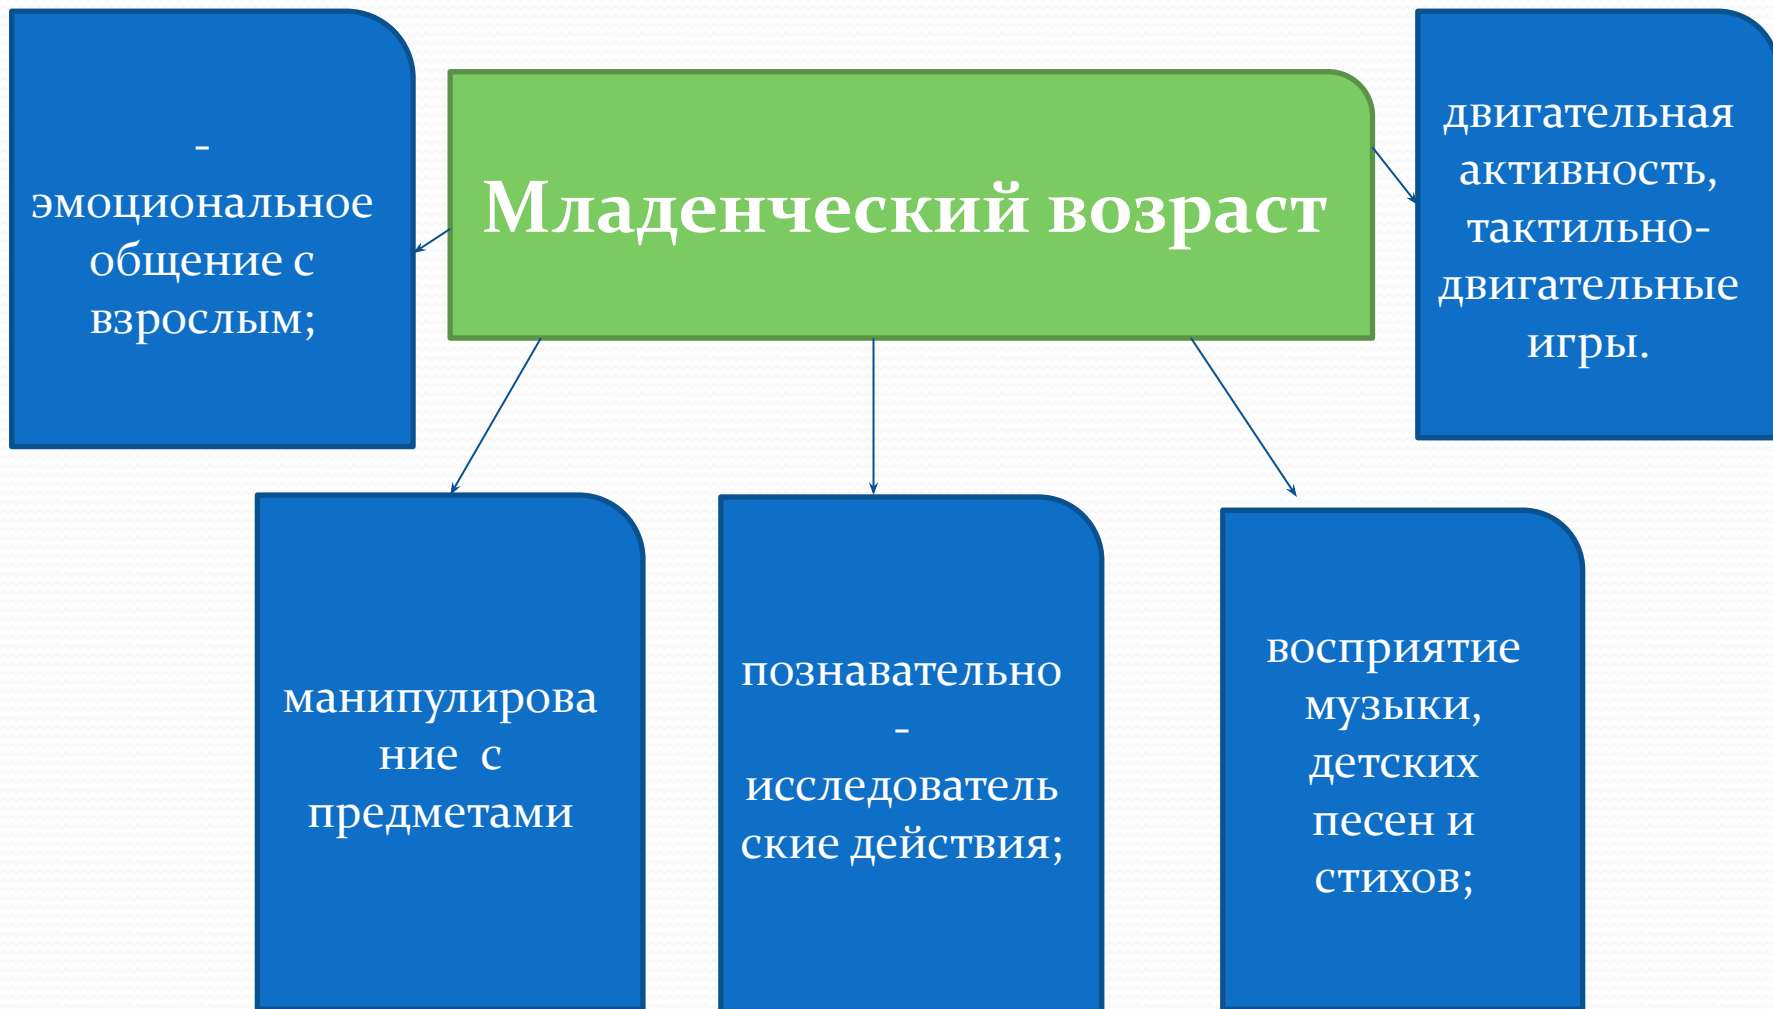 -
эмоциональное
общение с
взрослым;
Младенческий возраст
двигательная
активность,
тактильно-
двигательные
игры.
манипулирова
ние с
предметами
познавательно
-
исследователь
ские действия;
восприятие
музыки,
детских
песен и
стихов;